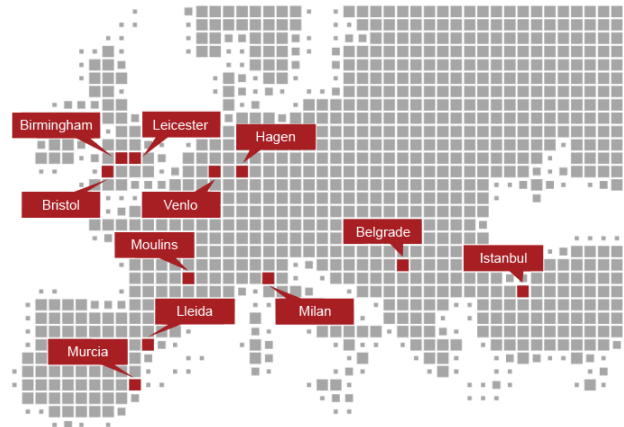 Birmingham
Leicester
Hagen
Bristol
Venlo
Moulins
Belgrade
Istanbul
Lleida
Milan
Murcia